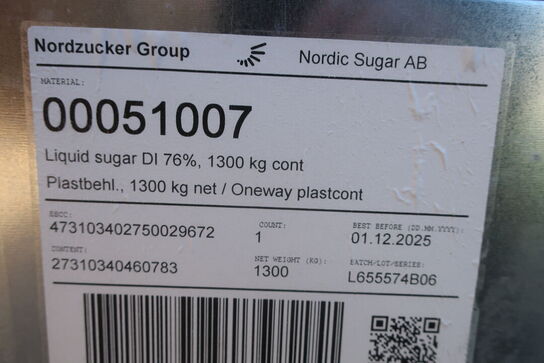 Nordzucker Group Nordic Sugar AB
MATERIAL:
00051007
Liquid sugar DI 76%, 1300 kg cont
Plastbehl., 1300 kg net / Oneway plastcont
SSCC: COUNT: BEST BEFORE (DD.MM.YYYY):
473103402750029672 1 01.12.2025
CONTENT: NET WEIGHT (KG): BATCH/LOT/SERIES:
27310340460783 1300 L655574B06